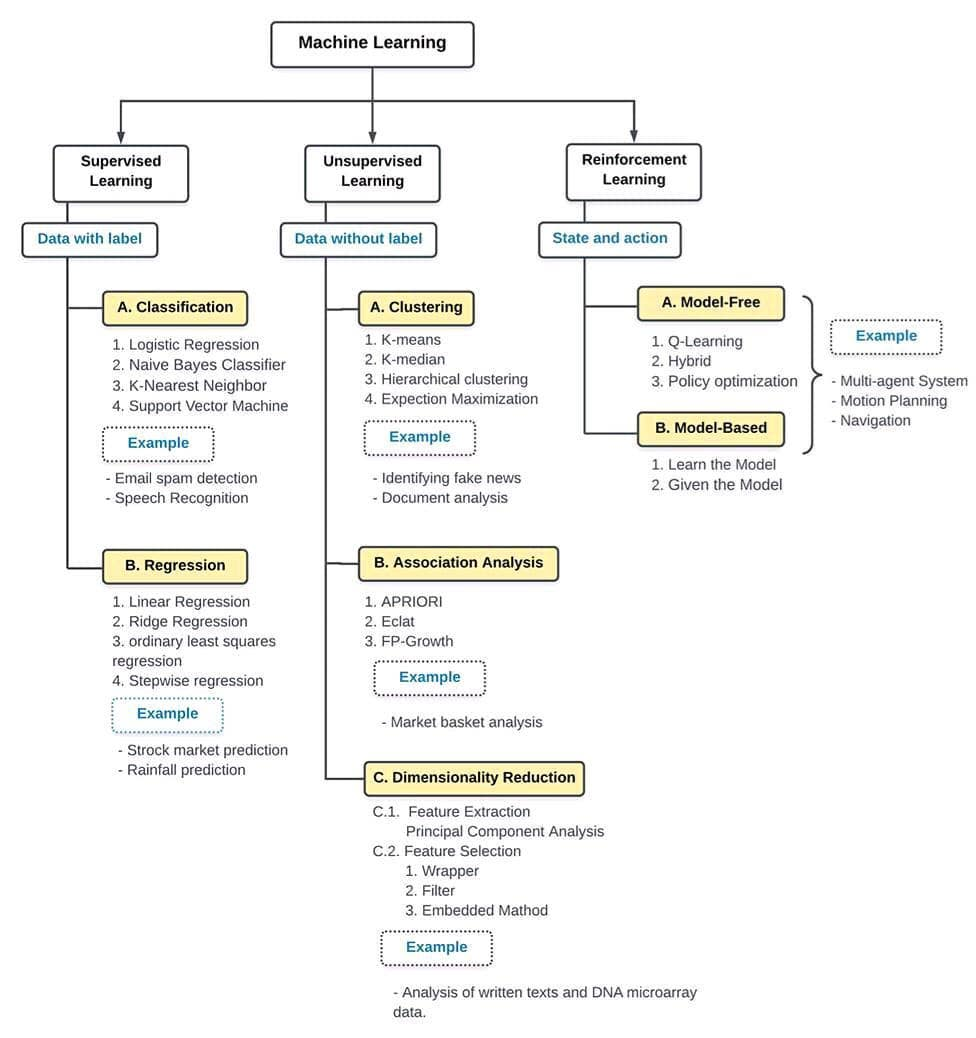 Machine Learning
Supervised
Learning
Data with label
A. Classification
1. Logistic Regression
2. Naive Bayes Classifier
3. K-Nearest Neighbor
4. Support Vector Machine
Example
- Email spam detection
- Speech Recognition
B. Regression
1. Linear Regression
2. Ridge Regression
3. ordinary least squares
regression
4. Stepwise regression
Example
- Strock market prediction
- Rainfall prediction
Unsupervised
Learning
Data without label
A. Clustering
1. K-means
2. K-median
3. Hierarchical clustering
4. Expection Maximization
Example
- Identifying fake news
- Document analysis
B. Association Analysis
1. APRIORI
2. Eclat
3. FP-Growth
Example
- Market basket analysis
C. Dimensionality Reduction
C.1. Feature Extraction
Principal Component Analysis
C.2. Feature Selection
1. Wrapper
2. Filter
3. Embedded Mathod
Example
- Analysis of written texts and DNA microarray
data.
Reinforcement
Learning
State and action
A. Model-Free
1. Q-Learning
2. Hybrid
3. Policy optimization
B. Model-Based
1. Learn the Model
2. Given the Model
Example
- Multi-agent System
- Motion Planning
- Navigation